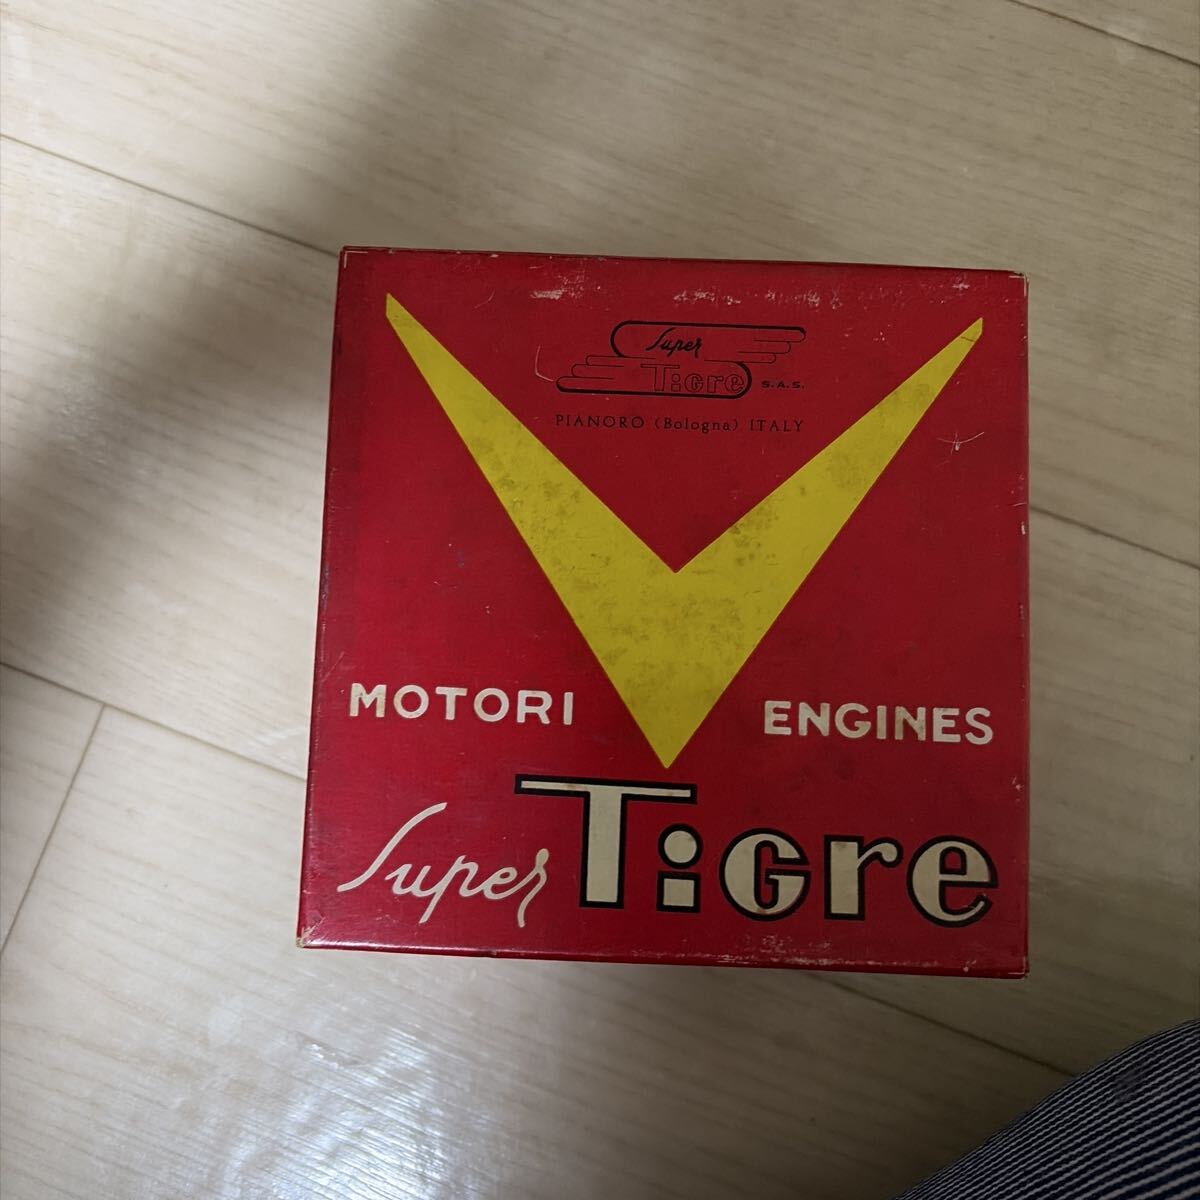 Super
Tigre S.A.S.
PIANORO (Bologna) ITALY
MOTORI ENGINES
Super Tigre